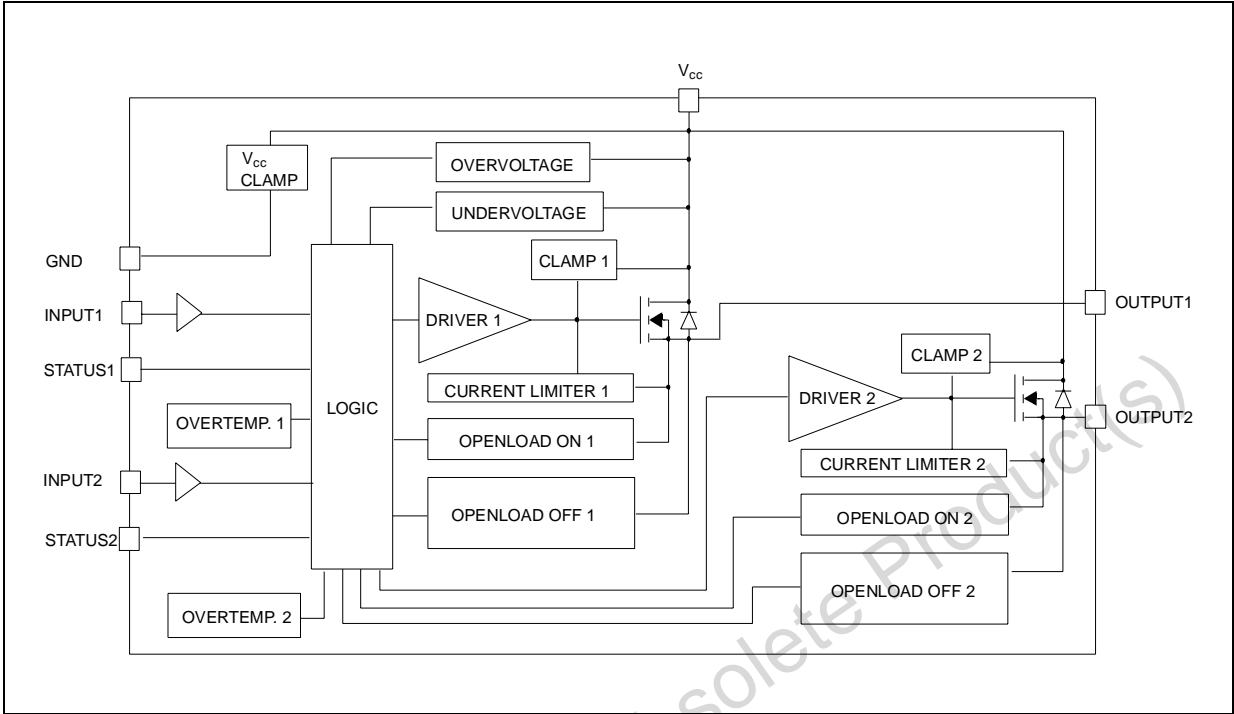 Vcc
Vcc
CLAMP
OVERVOLTAGE
UNDERVOLTAGE
GND
CLAMP 1
INPUT1
DRIVER 1
OUTPUT1
STATUS1
CURRENT LIMITER 1
CLAMP 2
LOGIC
DRIVER 2
OVERTEMP. 1
OPENLOAD ON 1
OUTPUT2
INPUT2
CURRENT LIMITER 2
OPENLOAD OFF 1
OPENLOAD ON 2
STATUS2
OPENLOAD OFF 2
OVERTEMP. 2
solete Product(s)